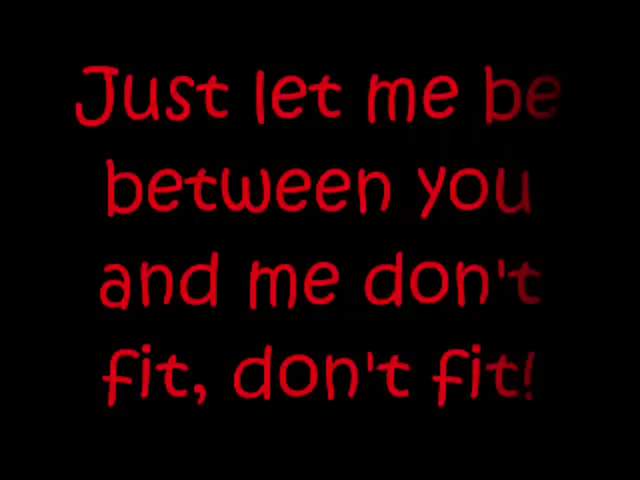 Just let me be
between you
and me don't
fit, don't fit!